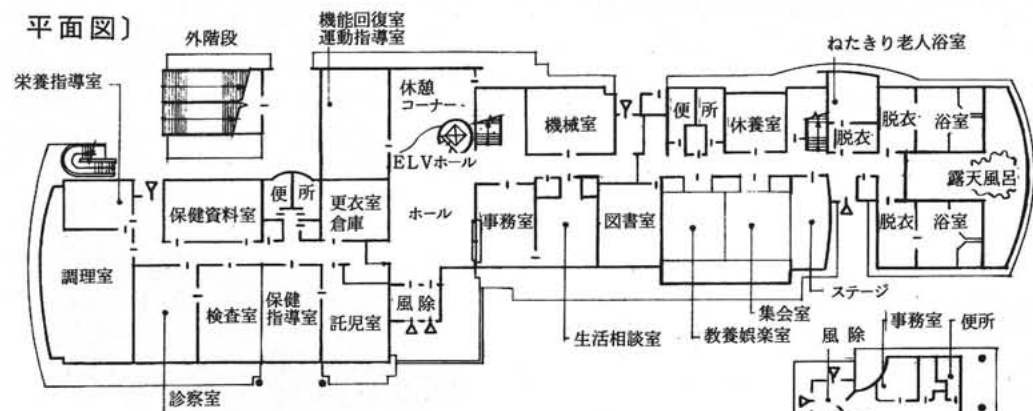 平面図〕
外階段
機能回復室
運動指導室
ねたきり老人浴室
栄養指導室
休憩
コーナー
機械室
便所
休養室
脱衣
脱衣
浴室
ELVホール
露天風呂
保健資料室
便所
更衣室
倉庫
ホール
事務室
図書室
脱衣
浴室
調理室
検査室
保健
指導室
託児室
風除
ステージ
集会室
生活相談室
教養娯楽室
診察室
風除
事務室
便所